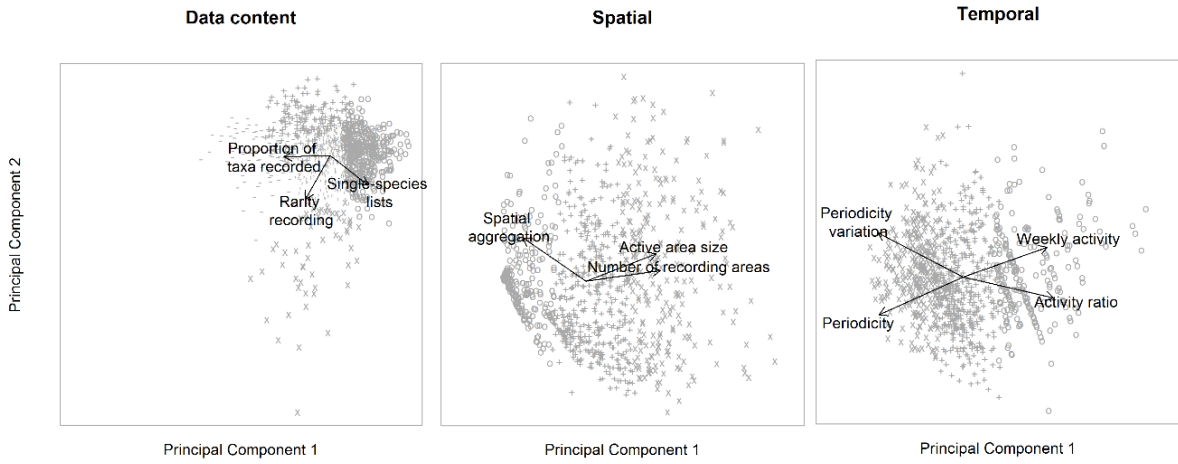 Data content
Spatial
Temporal
Principal Component 2
Proportion of
taxa recorded
Single-species
lists
Rarity
recording
Spatial
aggregation
Active area size
Number of recording areas
Periodicity
variation
Weekly activity
Activity ratio
Periodicity
Principal Component 1
Principal Component 1
Principal Component 1